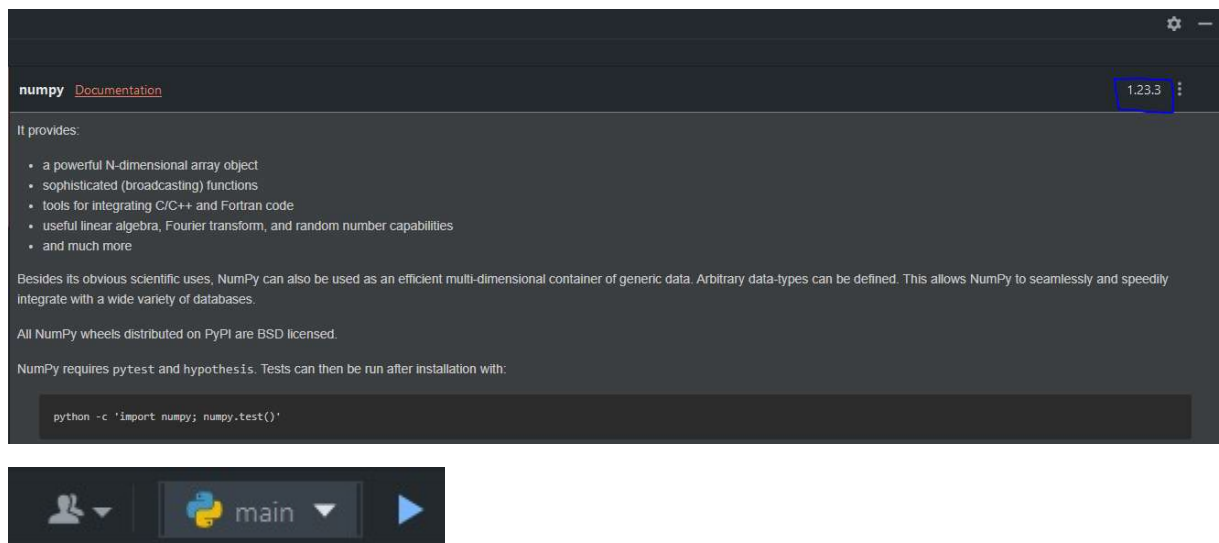 numpy Documentation 1.23.3
It provides:
• a powerful N-dimensional array object
• sophisticated (broadcasting) functions
• tools for integrating C/C++ and Fortran code
• useful linear algebra, Fourier transform, and random number capabilities
• and much more
Besides its obvious scientific uses, NumPy can also be used as an efficient multi-dimensional container of generic data. Arbitrary data-types can be defined. This allows NumPy to seamlessly and speedily
integrate with a wide variety of databases.
All NumPy wheels distributed on PyPI are BSD licensed.
NumPy requires pytest and hypothesis. Tests can then be run after installation with:
python -c 'import numpy; numpy.test()'
main